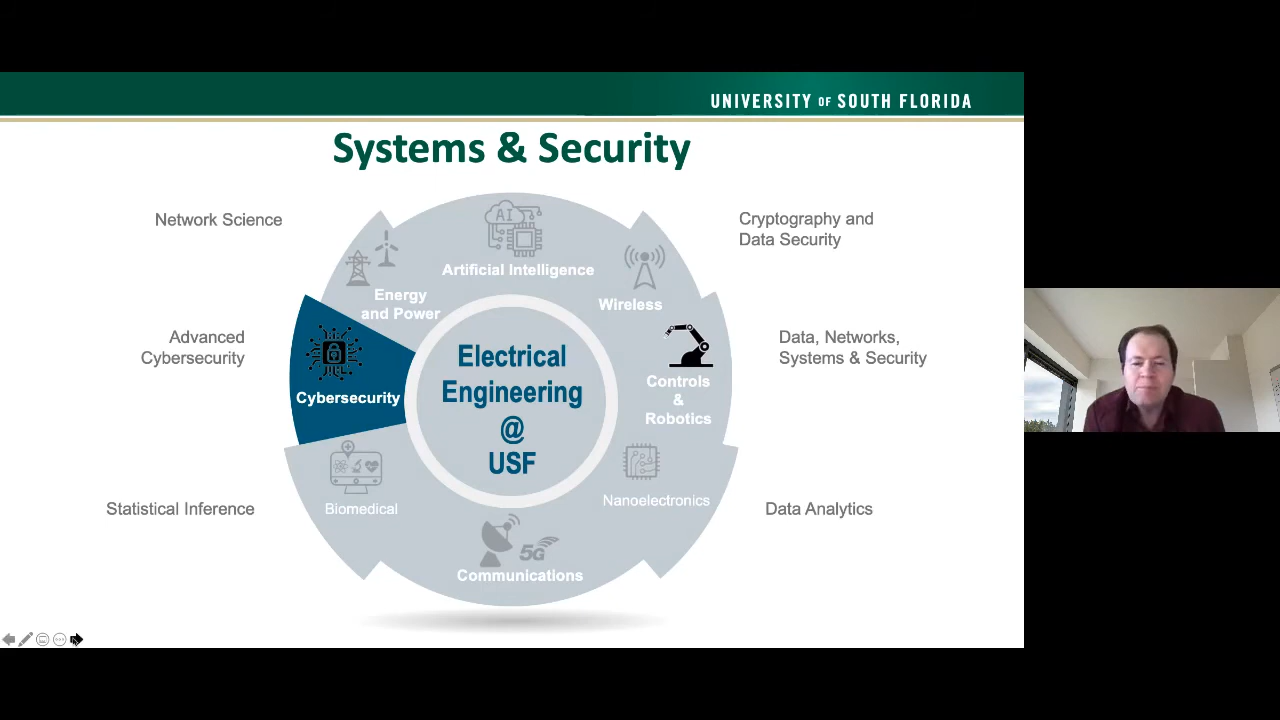 UNIVERSITY OF SOUTH FLORIDA
Systems & Security
Network Science
Advanced
Cybersecurity
Statistical Inference
AI
Artificial Intelligence
Energy
and Power
Wireless
Cybersecurity
Controls
&
Robotics
Biomedical
Nanoelectronics
5G
Communications
Electrical
Engineering
@
USF
Cryptography and
Data Security
Data, Networks,
Systems & Security
Data Analytics